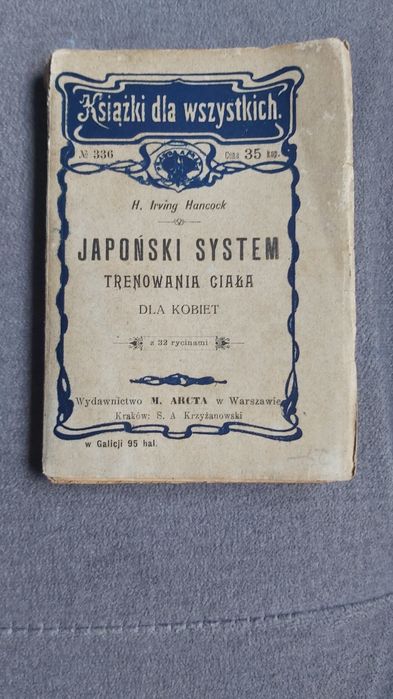 Książki dla wszystkich.
№ 336
Cena 35 kop.
H. Irving Hancock
JAPOŃSKI SYSTEM
TRENOWANIA CIAŁA
DLA KOBIET
z 32 rycinami
Wydawnictwo M. ARCTA w Warszawie
Kraków: S. A Krzyżanowski
w Galicji 95 hal.